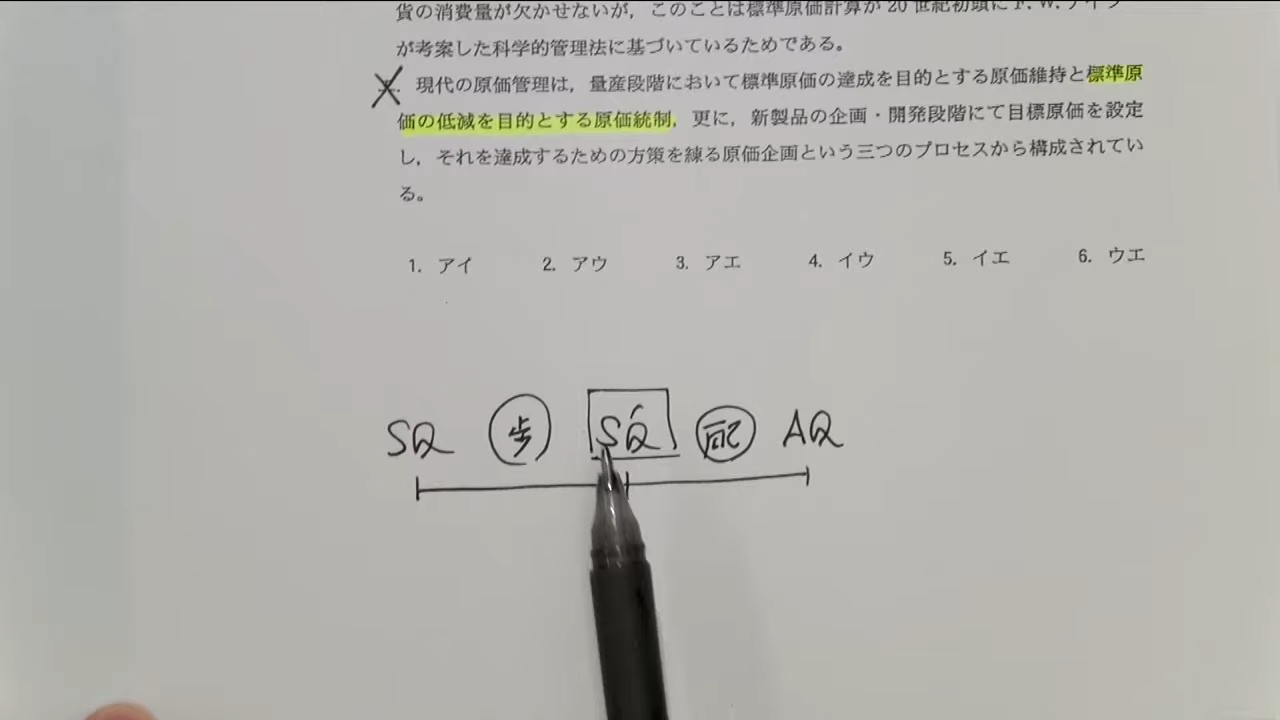 貨の消費量が欠かせないが，このことは標準原価計算が 20 世紀初頭に F. W. テイラー
が考案した科学的管理法に基づいているためである。
現代の原価管理は，量産段階において標準原価の達成を目的とする原価維持と標準原
価の低減を目的とする原価統制，更に，新製品の企画・開発段階にて目標原価を設定
し，それを達成するための方策を練る原価企画という三つのプロセスから構成されてい
る。
1. アイ 2. アウ 3. アエ 4. イウ 5. イエ 6. ウエ
SQ 歩 SQ́ 配 AQ